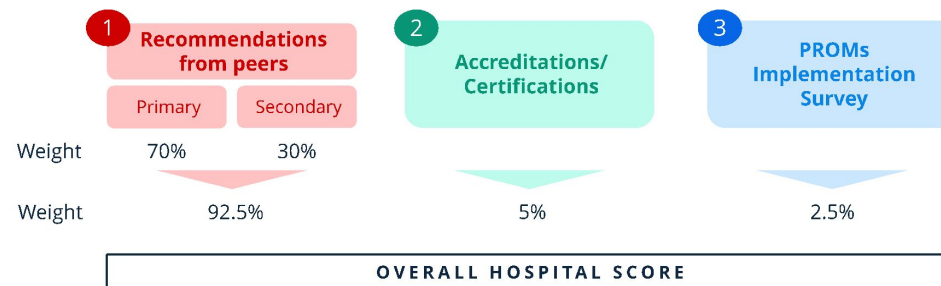 1
Recommendations
from peers
Primary
Secondary
2
Accreditations/
Certifications
3
PROMs
Implementation
Survey
Weight 70% 30%
Weight 92.5% 5% 2.5%
OVERALL HOSPITAL SCORE